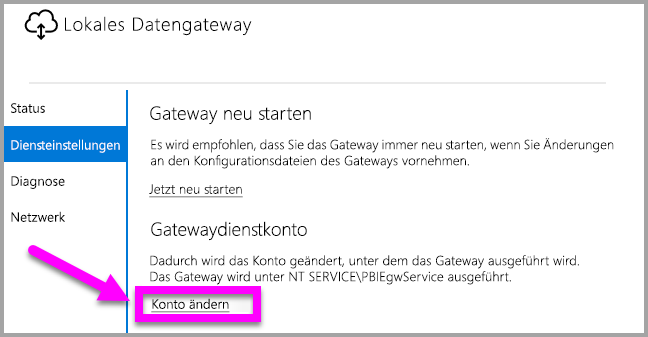 Lokales Datengateway
Status
Diensteinstellungen
Diagnose
Netzwerk
Gateway neu starten
Es wird empfohlen, dass Sie das Gateway immer neu starten, wenn Sie Änderungen
an den Konfigurationsdateien des Gateways vornehmen.
Jetzt neu starten
Gatewaydienstkonto
Dadurch wird das Konto geändert, unter dem das Gateway ausgeführt wird.
Das Gateway wird unter NT SERVICE\PBIEgwService ausgeführt.
Konto ändern